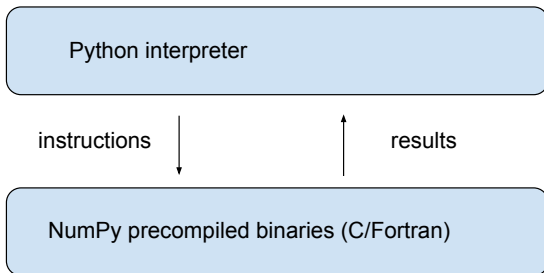 Python interpreter
instructions
results
NumPy precompiled binaries (C/Fortran)